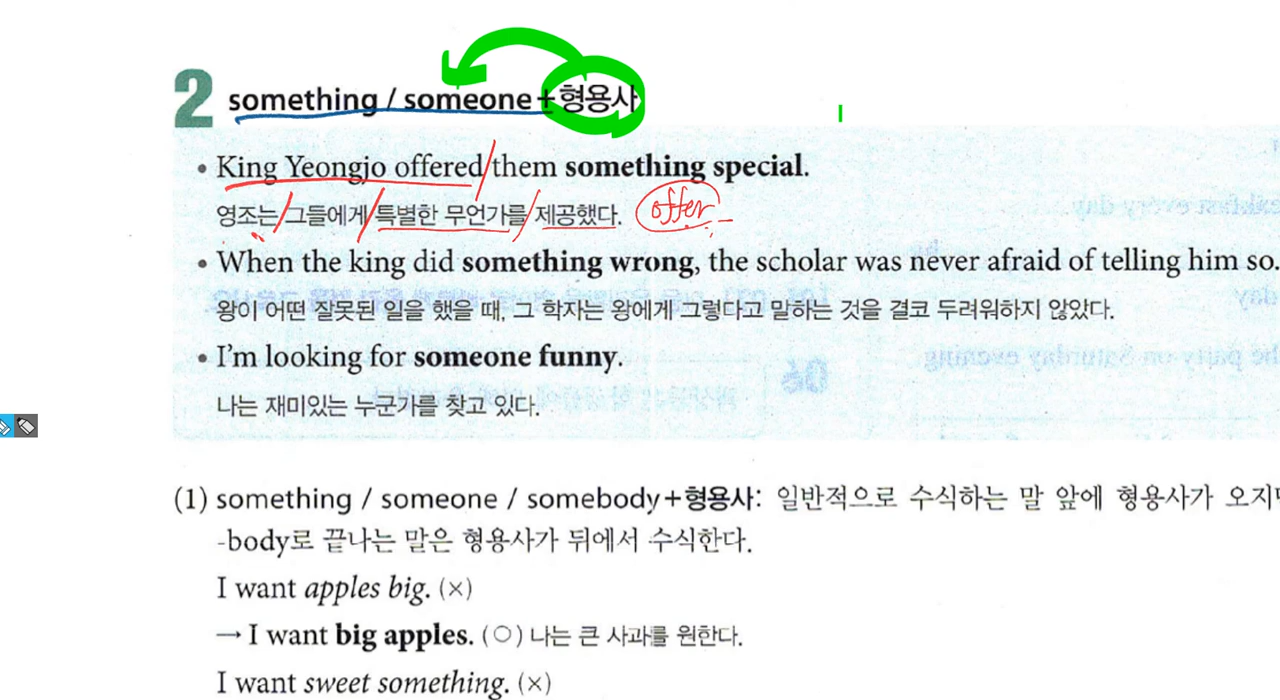 2 something / someone+형용사
• King Yeongjo offered them something special.
영조는 그들에게 특별한 무언가를 제공했다. offer
• When the king did something wrong, the scholar was never afraid of telling him so.
왕이 어떤 잘못된 일을 했을 때, 그 학자는 왕에게 그렇다고 말하는 것을 결코 두려워하지 않았다.
• I'm looking for someone funny.
나는 재미있는 누군가를 찾고 있다.
(1) something / someone / somebody+형용사: 일반적으로 수식하는 말 앞에 형용사가
-body로 끝나는 말은 형용사가 뒤에서 수식한다.
I want apples big. (×)
→ I want big apples. (○) 나는 큰 사과를 원한다.
I want sweet something. (×)